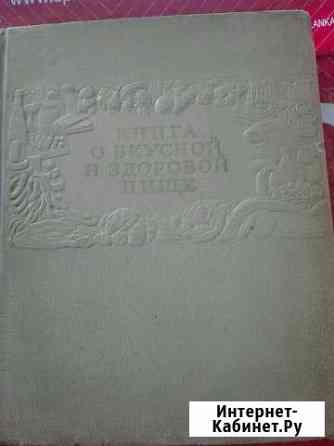 КНИГА
О ВКУСНОЙ
И ЗДОРОВОЙ
ПИЩЕ
Интернет-
Кабинет.Ру